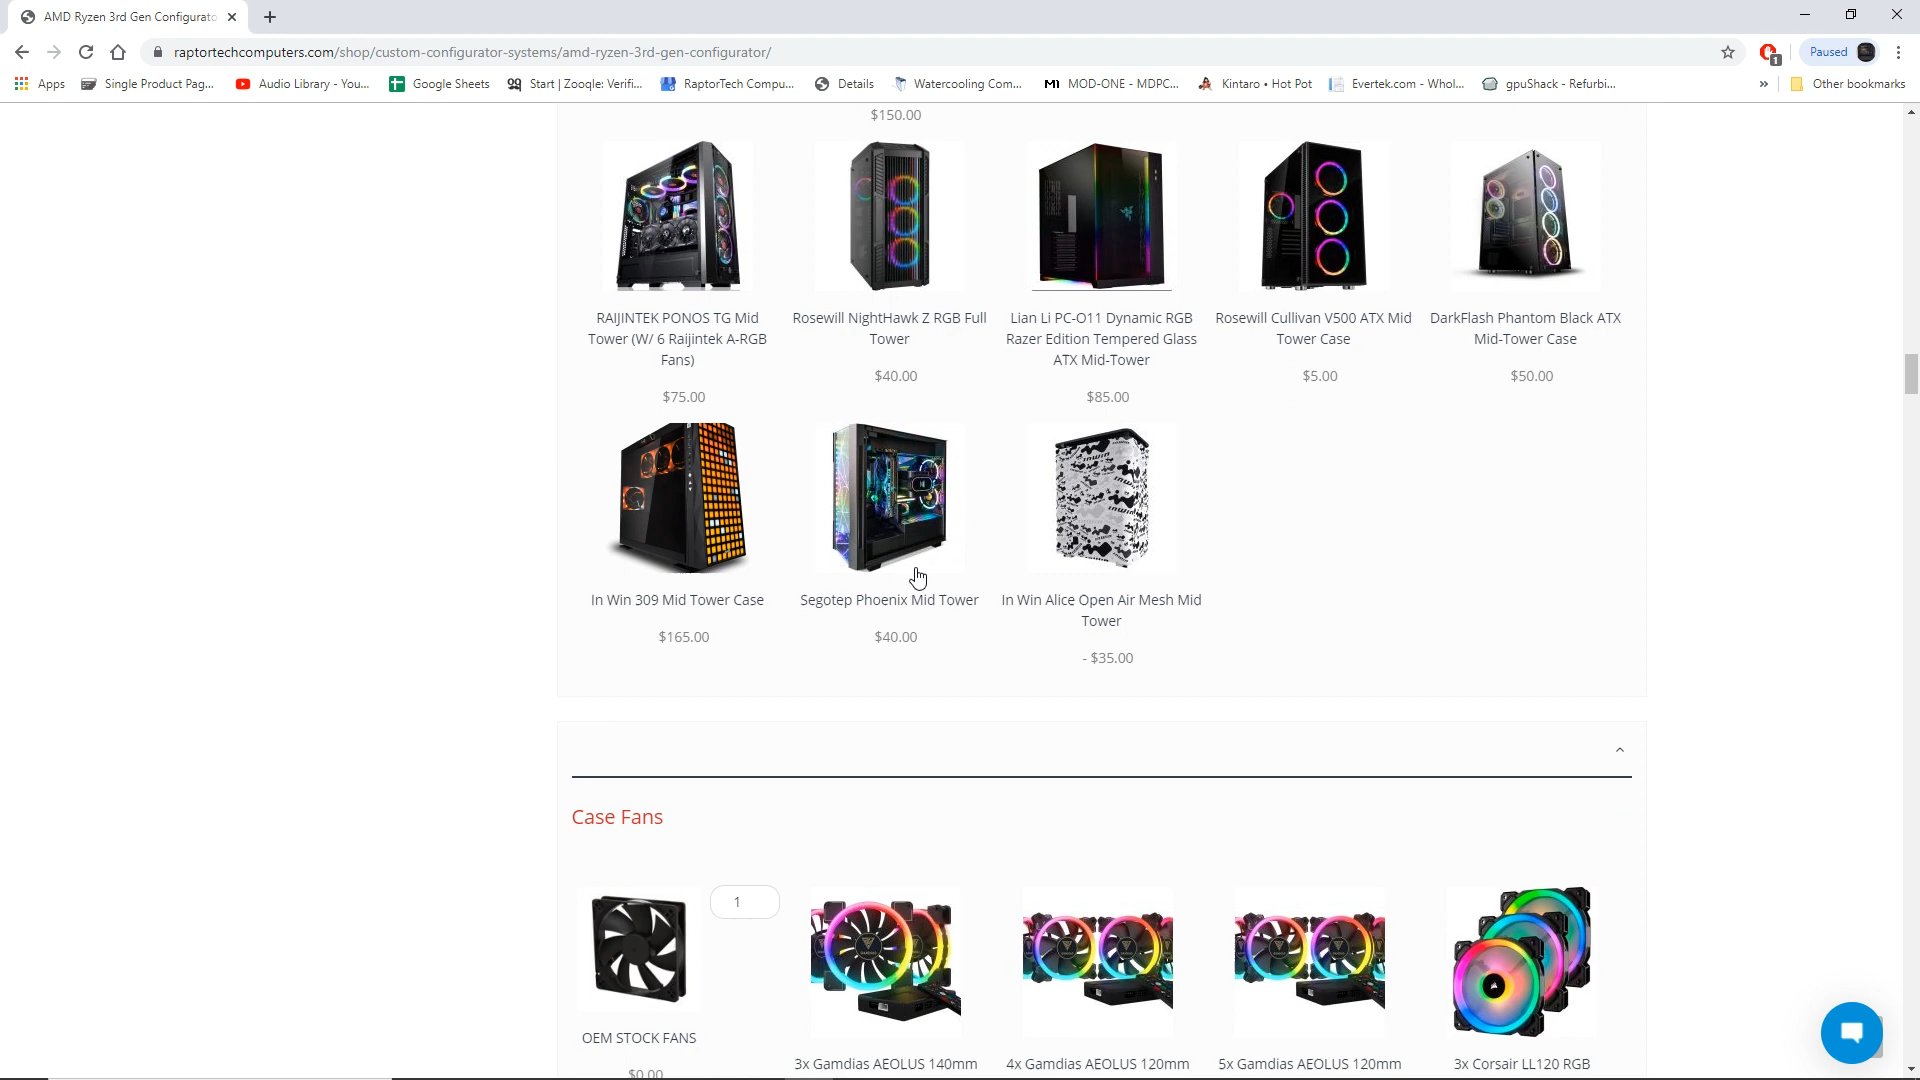 AMD Ryzen 3rd Gen Configurato
raptortechcomputers.com/shop/custom-configurator-systems/amd-ryzen-3rd-gen-configurator/
1
Paused
Apps
Single Product Pag...
Audio Library - You...
Google Sheets
Start | Zooqle: Verifi...
RaptorTech Compu...
Details
Watercooling Com...
MOD-ONE - MDPC...
Kintaro • Hot Pot
Evertek.com - Whol...
gpuShack - Refurbi...
»
Other bookmarks
$150.00
RAIJINTEK PONOS TG Mid
Tower (W/ 6 Raijintek A-RGB
Fans)
$75.00
Rosewill NightHawk Z RGB Full
Tower
$40.00
Lian Li PC-O11 Dynamic RGB
Razer Edition Tempered Glass
ATX Mid-Tower
$85.00
Rosewill Cullivan V500 ATX Mid
Tower Case
$5.00
DarkFlash Phantom Black ATX
Mid-Tower Case
$50.00
In Win 309 Mid Tower Case
$165.00
Segotep Phoenix Mid Tower
$40.00
In Win Alice Open Air Mesh Mid
Tower
- $35.00
Case Fans
1
OEM STOCK FANS
$0.00
3x Gamdias AEOLUS 140mm
4x Gamdias AEOLUS 120mm
5x Gamdias AEOLUS 120mm
3x Corsair LL120 RGB